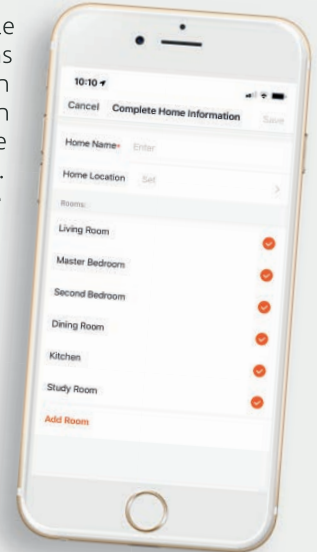 10:10
Cancel Complete Home Information Save
Home Name* Enter
Home Location Set
Rooms:
Living Room
Master Bedroom
Second Bedroom
Dining Room
Kitchen
Study Room
Add Room